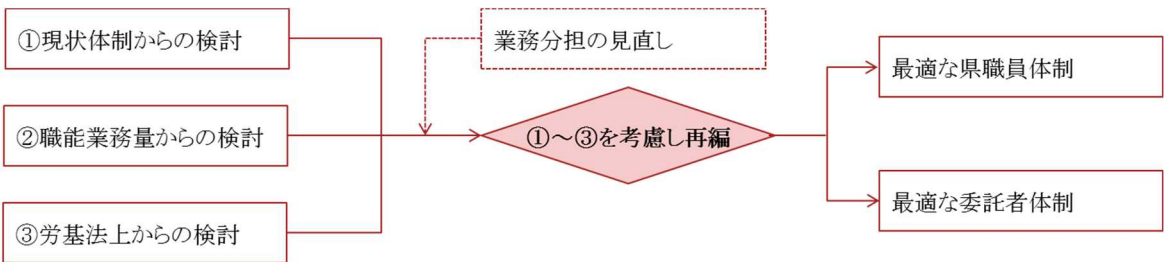 ①現状体制からの検討
業務分担の見直し
最適な県職員体制
②職能業務量からの検討
①～③を考慮し再編
最適な委託者体制
③労基法上からの検討